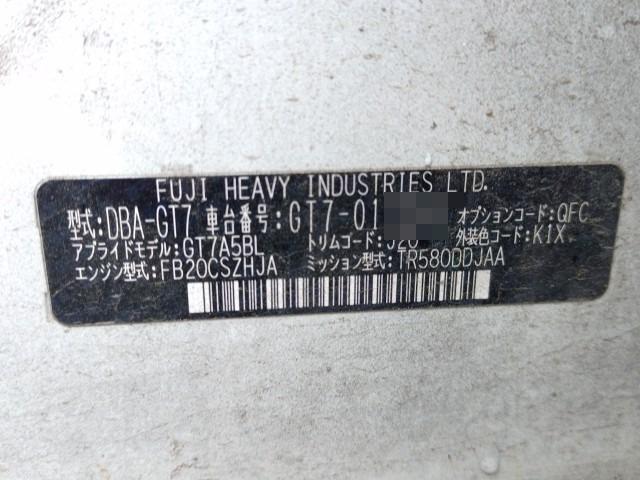 FUJI HEAVY INDUSTRIES LTD.
型式:DBA-GT7 車台番号:GT7-01 オプションコード:QFC
アプライドモデル:GT7A5BL トリムコード:J20 外装色コード:K1X
エンジン型式:FB20CSZHJA ミッション型式:TR580DDJAA